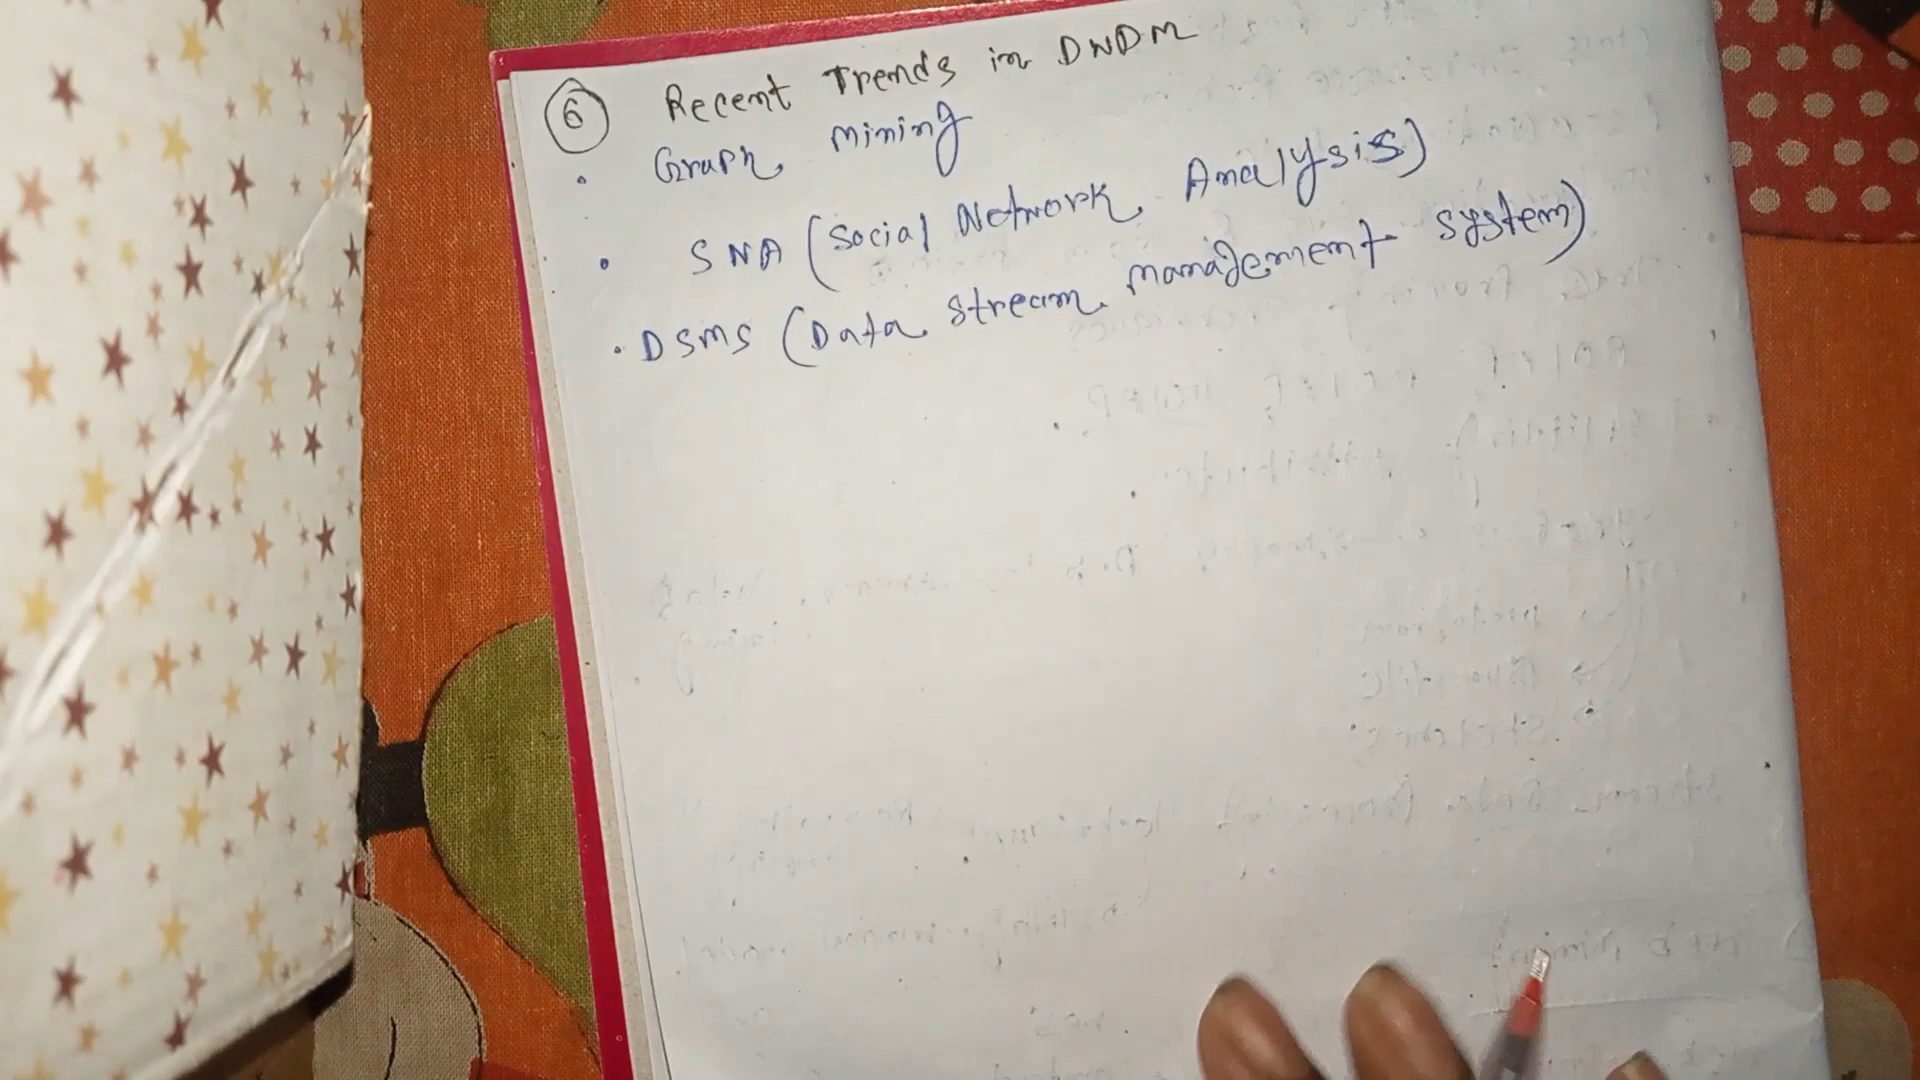 6 Recent Trends in DWDM
• Graph mining
• SNA (Social Network Analysis)
• DSMS (Data stream management system)